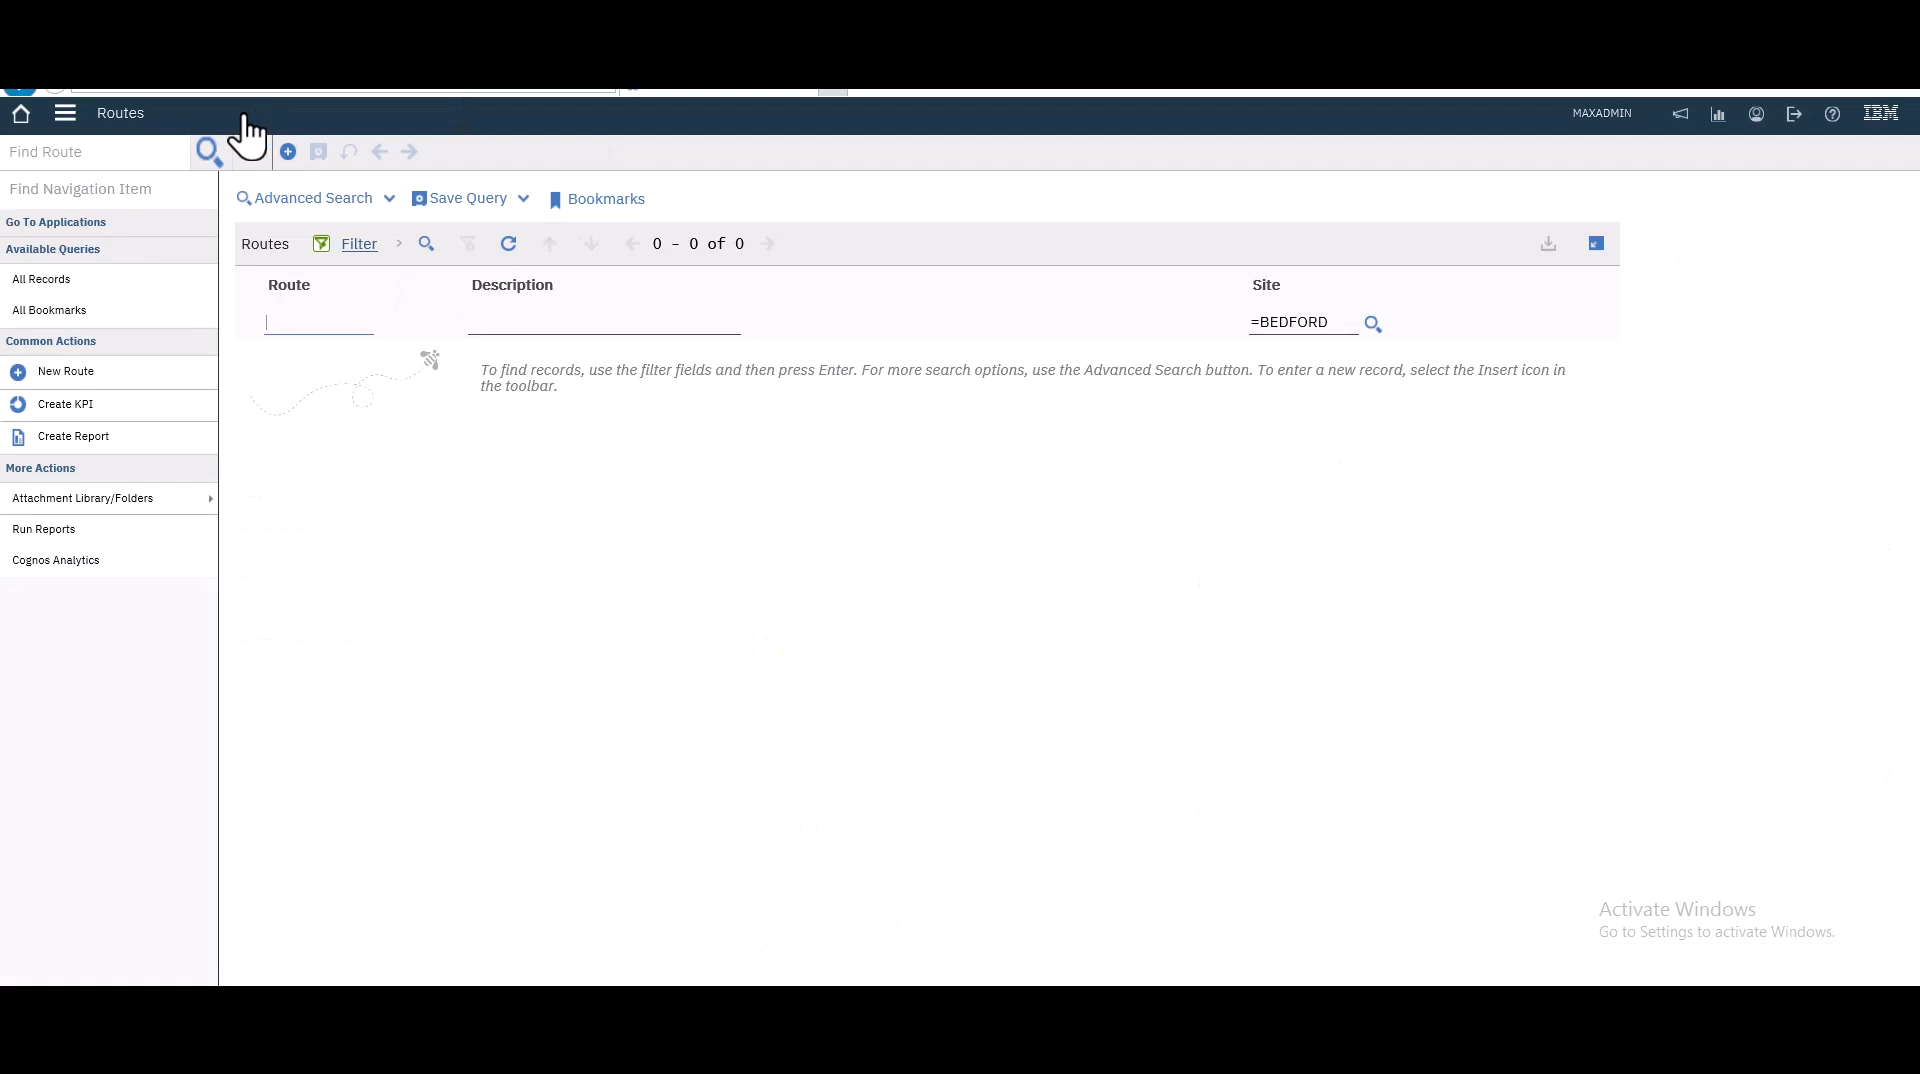 Routes
MAXADMIN
IBM
Find Route
Find Navigation Item
Go To Applications
Available Queries
All Records
All Bookmarks
Common Actions
New Route
Create KPI
Create Report
More Actions
Attachment Library/Folders
Run Reports
Cognos Analytics
Advanced Search
Save Query
Bookmarks
Routes
Filter
0 - 0 of 0
Route
Description
Site
=BEDFORD
To find records, use the filter fields and then press Enter. For more search options, use the Advanced Search button. To enter a new record, select the Insert icon in
the toolbar.
Activate Windows
Go to Settings to activate Windows.